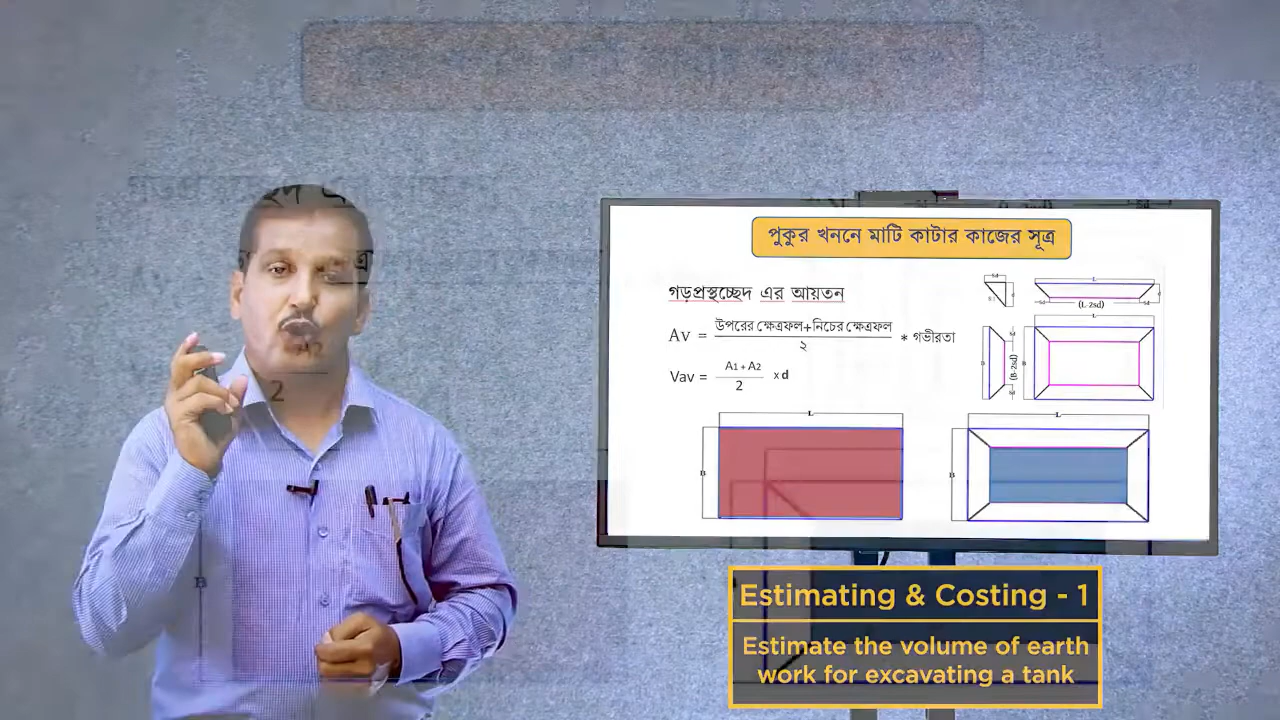 পুকুর খননে মাটি কাটার কাজের সূত্র
গড়প্রস্থচ্ছেদ এর আয়তন
Av = উপরের ক্ষেত্রফল+নিচের ক্ষেত্রফল / ২ * গভীরতা
Vav = A1 + A2 / 2 x d
L
(L-2sd)
L
B
(B-2sd)
L
L
B
B
2
B
Estimating & Costing - 1
Estimate the volume of earth
work for excavating a tank